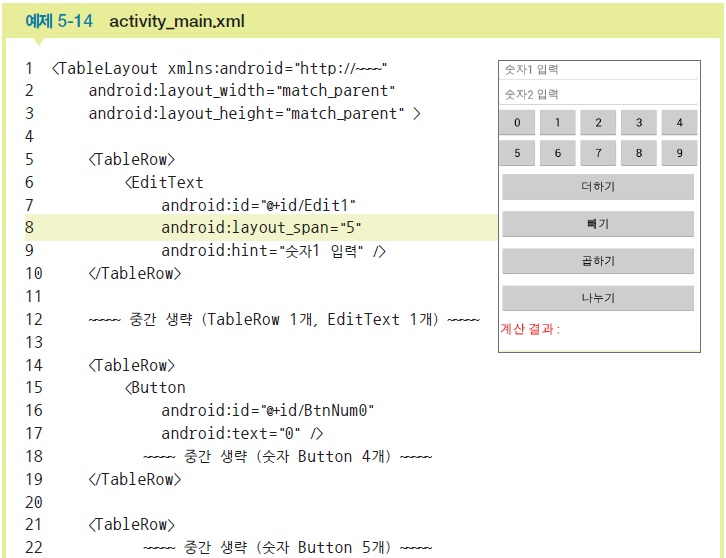 예제 5-14 activity_main.xml
1 <TableLayout xmlns:android="http://~~~~"
2 android:layout_width="match_parent"
3 android:layout_height="match_parent" >
4
5 <TableRow>
6 <EditText
7 android:id="@+id/Edit1"
8 android:layout_span="5"
9 android:hint="숫자1 입력" />
10 </TableRow>
11
12 ~~~~~ 중간 생략 (TableRow 1개, EditText 1개) ~~~~~
13
14 <TableRow>
15 <Button
16 android:id="@+id/BtnNum0"
17 android:text="0" />
18 ~~~~~ 중간 생략 (숫자 Button 4개) ~~~~~
19 </TableRow>
20
21 <TableRow>
22 ~~~~~ 중간 생략 (숫자 Button 5개) ~~~~~
숫자1 입력
숫자2 입력
0 1 2 3 4
5 6 7 8 9
더하기
빼기
곱하기
나누기
계산 결과 :